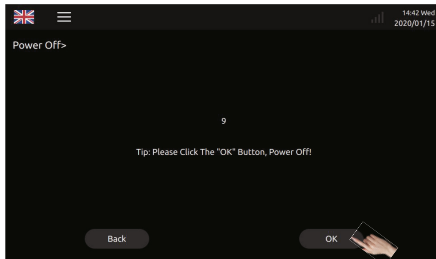 14:42 Wed
2020/01/15
Power Off>
9
Tip: Please Click The "OK" Button, Power Off!
Back
OK